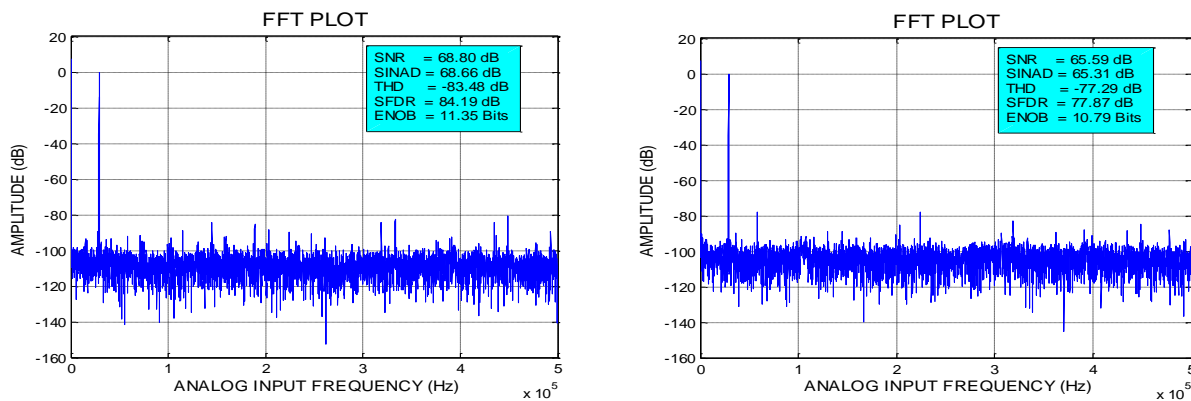 FFT PLOT
20
0
-20
-40
-60
-80
-100
-120
-140
-160
AMPLITUDE (dB)
SNR = 68.80 dB
SINAD = 68.66 dB
THD = -83.48 dB
SFDR = 84.19 dB
ENOB = 11.35 Bits
0 1 2 3 4 5
ANALOG INPUT FREQUENCY (Hz)
x 10^5
FFT PLOT
20
0
-20
-40
-60
-80
-100
-120
-140
-160
AMPLITUDE (dB)
SNR = 65.59 dB
SINAD = 65.31 dB
THD = -77.29 dB
SFDR = 77.87 dB
ENOB = 10.79 Bits
0 1 2 3 4 5
ANALOG INPUT FREQUENCY (Hz)
x 10^5